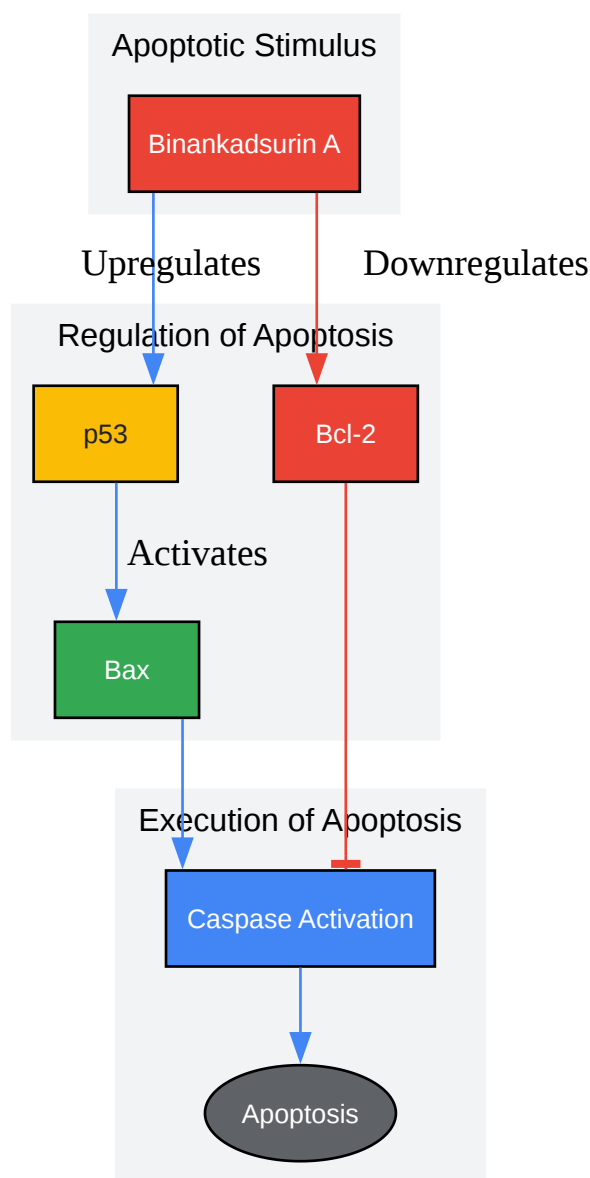 Apoptotic Stimulus
Binankadsurin A
Upregulates
Downregulates
Regulation of Apoptosis
p53
Bcl-2
Activates
Bax
Execution of Apoptosis
Caspase Activation
Apoptosis